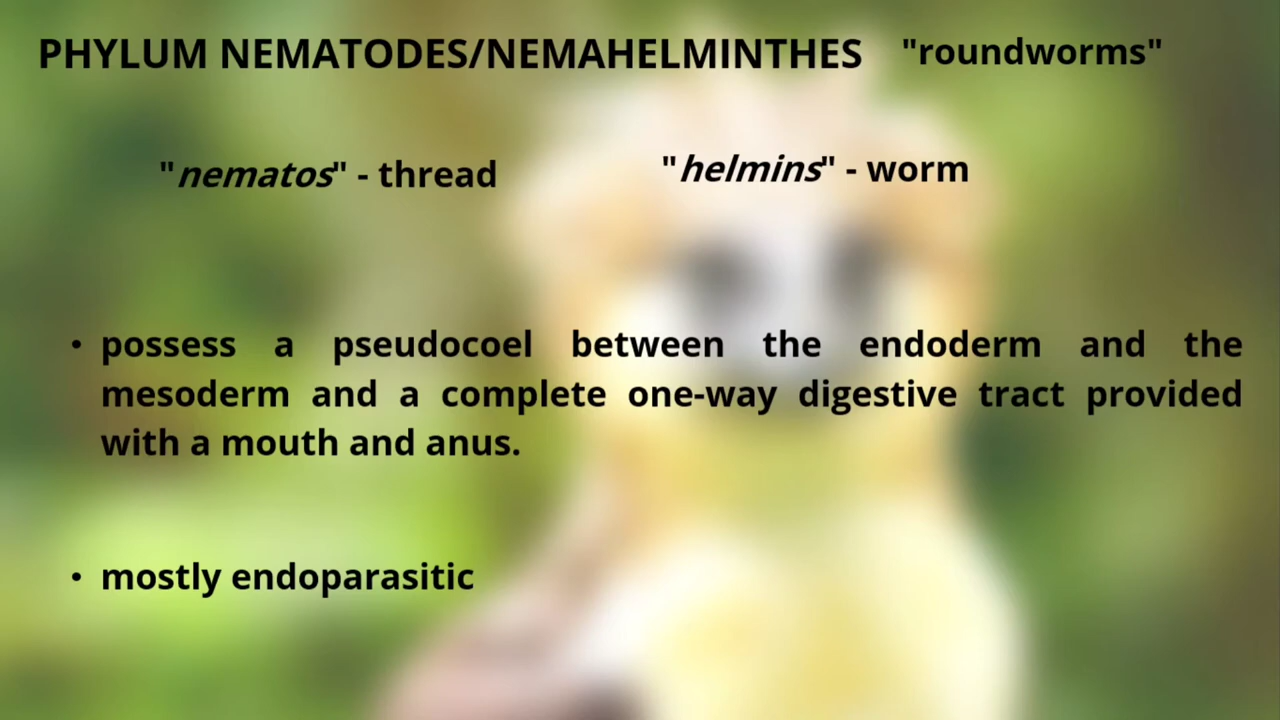 PHYLUM NEMATODES/NEMAHELMINTHES "roundworms"
"nematos" - thread "helmins" - worm
• possess a pseudocoel between the endoderm and the
mesoderm and a complete one-way digestive tract provided
with a mouth and anus.
• mostly endoparasitic